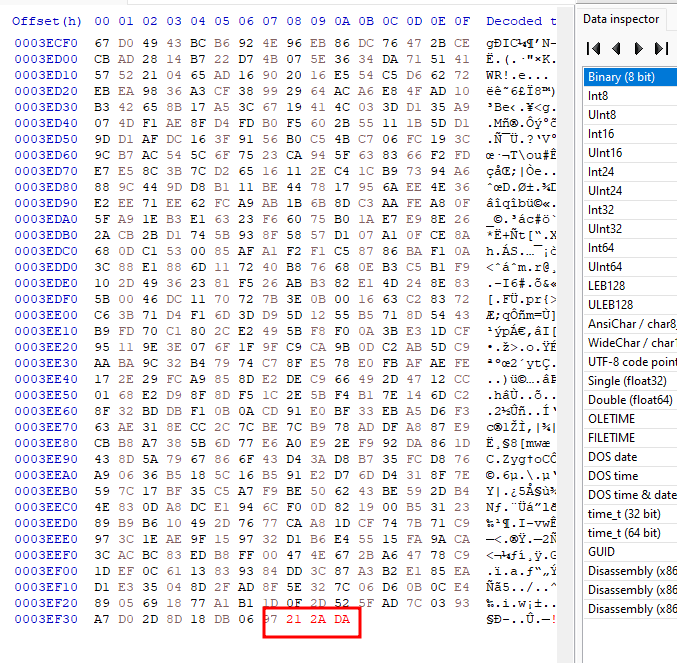 Offset(h) 00 01 02 03 04 05 06 07 08 09 0A 0B 0C 0D 0E 0F Decoded t
0003ECF0 67 D0 49 43 BC B6 92 4E 96 EB 86 DC 76 47 2B CE gÐIC¼¶’N–
0003ED00 CB AD 28 14 B7 22 D7 4B 07 5E 36 34 DA 71 51 41 Ë.(.·"×K.
0003ED10 57 52 21 04 65 AD 16 90 20 16 E5 54 C5 D6 62 72 WR!.e...
0003ED20 EB EA 98 36 A3 CF 38 99 29 64 AC A6 E8 4F AD 10 ëê˜6£Ï8™)
0003ED30 B3 42 65 8B 17 A5 3C 67 19 41 4C 03 3D D1 35 A9 ³Be‹.¥<g.
0003ED40 07 4D F1 AE 8F D4 FD B0 F5 60 2B 55 11 1B 5D D1 .Mñ®.Ôý°õ
0003ED50 9D D1 AF DC 16 3F 91 56 B0 C5 4B C7 06 FC 19 3C .Ñ¯Ü.?‘V°
0003ED60 9C B7 AC 54 5C 6F 75 23 CA 94 5F 63 83 66 F2 FD œ·¬T\ou#Ê
0003ED70 E7 E5 8C 3B 7C D2 65 16 11 2E C4 1C B9 73 94 A6 çåŒ;|Òe..
0003ED80 88 9C 44 9D D8 B1 1B BE 44 78 17 95 6A EE 4E 36 ˆœD.Ø±.¾D
0003ED90 E2 EE 71 EE 62 FC A9 AB 1B 6B 8D C3 AA FE A8 0F âîqîbü©«.
0003EDA0 5F A9 1E B3 E1 63 23 F6 60 75 B0 1A E7 E9 8E 26 _©.³ác#ö`
0003EDB0 2A CB 2B D1 74 5B 93 8F 58 57 D1 07 A1 0F CE 8A *Ë+Ñt[“.X
0003EDC0 68 0D C1 53 00 85 AF A1 F2 F1 C5 87 86 BA F1 0A h.ÁS.…¯¡ò
0003EDD0 3C 88 E1 88 6D 11 72 40 B8 76 68 0E B3 C5 B1 F9 <ˆáˆm.r@¸
0003EDE0 10 2D 49 36 23 81 F5 26 AB B3 82 E1 4D 24 8E 83 .-I6#.õ&«
0003EDF0 5B 00 46 DC 11 70 72 7B 3E 0B 00 16 63 C2 83 72 [.FÜ.pr{>
0003EE00 C6 3B 71 D4 F1 6D 3D D9 5D 12 55 B5 71 8D 54 43 Æ;qÔñm=Ù]
0003EE10 B9 FD 70 C1 80 2C E2 49 5B F8 F0 0A 3B E3 1D CF ¹ýpÁ€,âI[
0003EE20 95 11 9E 3E 07 6F 1F 9F C9 CA 9B 0D C2 AB 5D C9 •.ž>.o.ŸÉ
0003EE30 AA BA 9C 32 B4 79 74 C7 8F E5 78 E0 FB AF AE FE ªºœ2´ytÇ.
0003EE40 17 2E 29 FC A9 85 8D E2 DE C9 66 49 2D 47 12 CC ..)ü©….âÞ
0003EE50 01 68 E2 D9 8F 8D F5 1C 2E 5B F4 B1 7E 14 6D C2 .hâÙ..õ..
0003EE60 8F 32 BD DB F1 0B 0A CD 91 E0 BF 33 EB A5 D6 F3 .2½Ûñ..Í‘
0003EE70 63 AE 31 8E CC 2C 7C BE 7C B9 78 AD DF A8 87 E9 c®1ŽÌ,|¾|
0003EE80 CB B8 A7 38 5B 6D 77 E6 A0 E9 2E F9 92 DA 86 1D Ë¸§8[mwæ
0003EE90 43 8D 5A 79 67 86 6F 43 D4 3A D8 B7 35 FC D8 76 C.Zyg†oCÔ
0003EEA0 A9 06 36 B5 18 5C 16 B5 91 E2 D7 6D D4 31 8F 7E ©.6µ.\.µ‘
0003EEB0 59 7C 17 BF 35 C5 A7 F9 BE 50 62 43 BE 59 2D B4 Y|.¿5Å§ù¾
0003EEC0 4E 83 0D A8 DC E1 94 6C F0 0D 82 19 00 B5 31 23 Nƒ.¨Üá”lð
0003EED0 89 B9 B6 10 49 2D 76 77 CA A8 1D CF 74 7B 71 C9 ‰¹¶.I-vwÊ
0003EEE0 97 3C 1E AE 9F 15 97 32 D1 B6 E4 55 15 FA 9A CA —<.®Ÿ.—2Ñ
0003EEF0 3C AC BC 83 ED B8 FF 00 47 4E 67 2B A6 47 78 C9 <¬¼ƒí¸ÿ.G
0003EF00 1D EF 0C 61 13 83 93 84 DD 3C 87 A3 B2 E1 85 EA .ï.a.ƒ“„Ý
0003EF10 D1 E3 35 04 8D 2F AD 8F 5E 32 7C 06 D6 0B 0C E4 Ñã5../..^
0003EF20 89 05 69 18 77 A1 B1 1D 0F 2D 52 5F AD 7C 03 93 ‰.i.w¡±..
0003EF30 A7 D0 2D 8D 18 DB 06 97 21 2A DA §Ð-..Û.—!
Data inspector
Binary (8 bit)
Int8
UInt8
Int16
UInt16
Int24
UInt24
Int32
UInt32
Int64
UInt64
LEB128
ULEB128
AnsiChar / char8_
WideChar / char1
UTF-8 code point
Single (float32)
Double (float64)
OLETIME
FILETIME
DOS date
DOS time
DOS time & date
time_t (32 bit)
time_t (64 bit)
GUID
Disassembly (x86
Disassembly (x86
Disassembly (x86